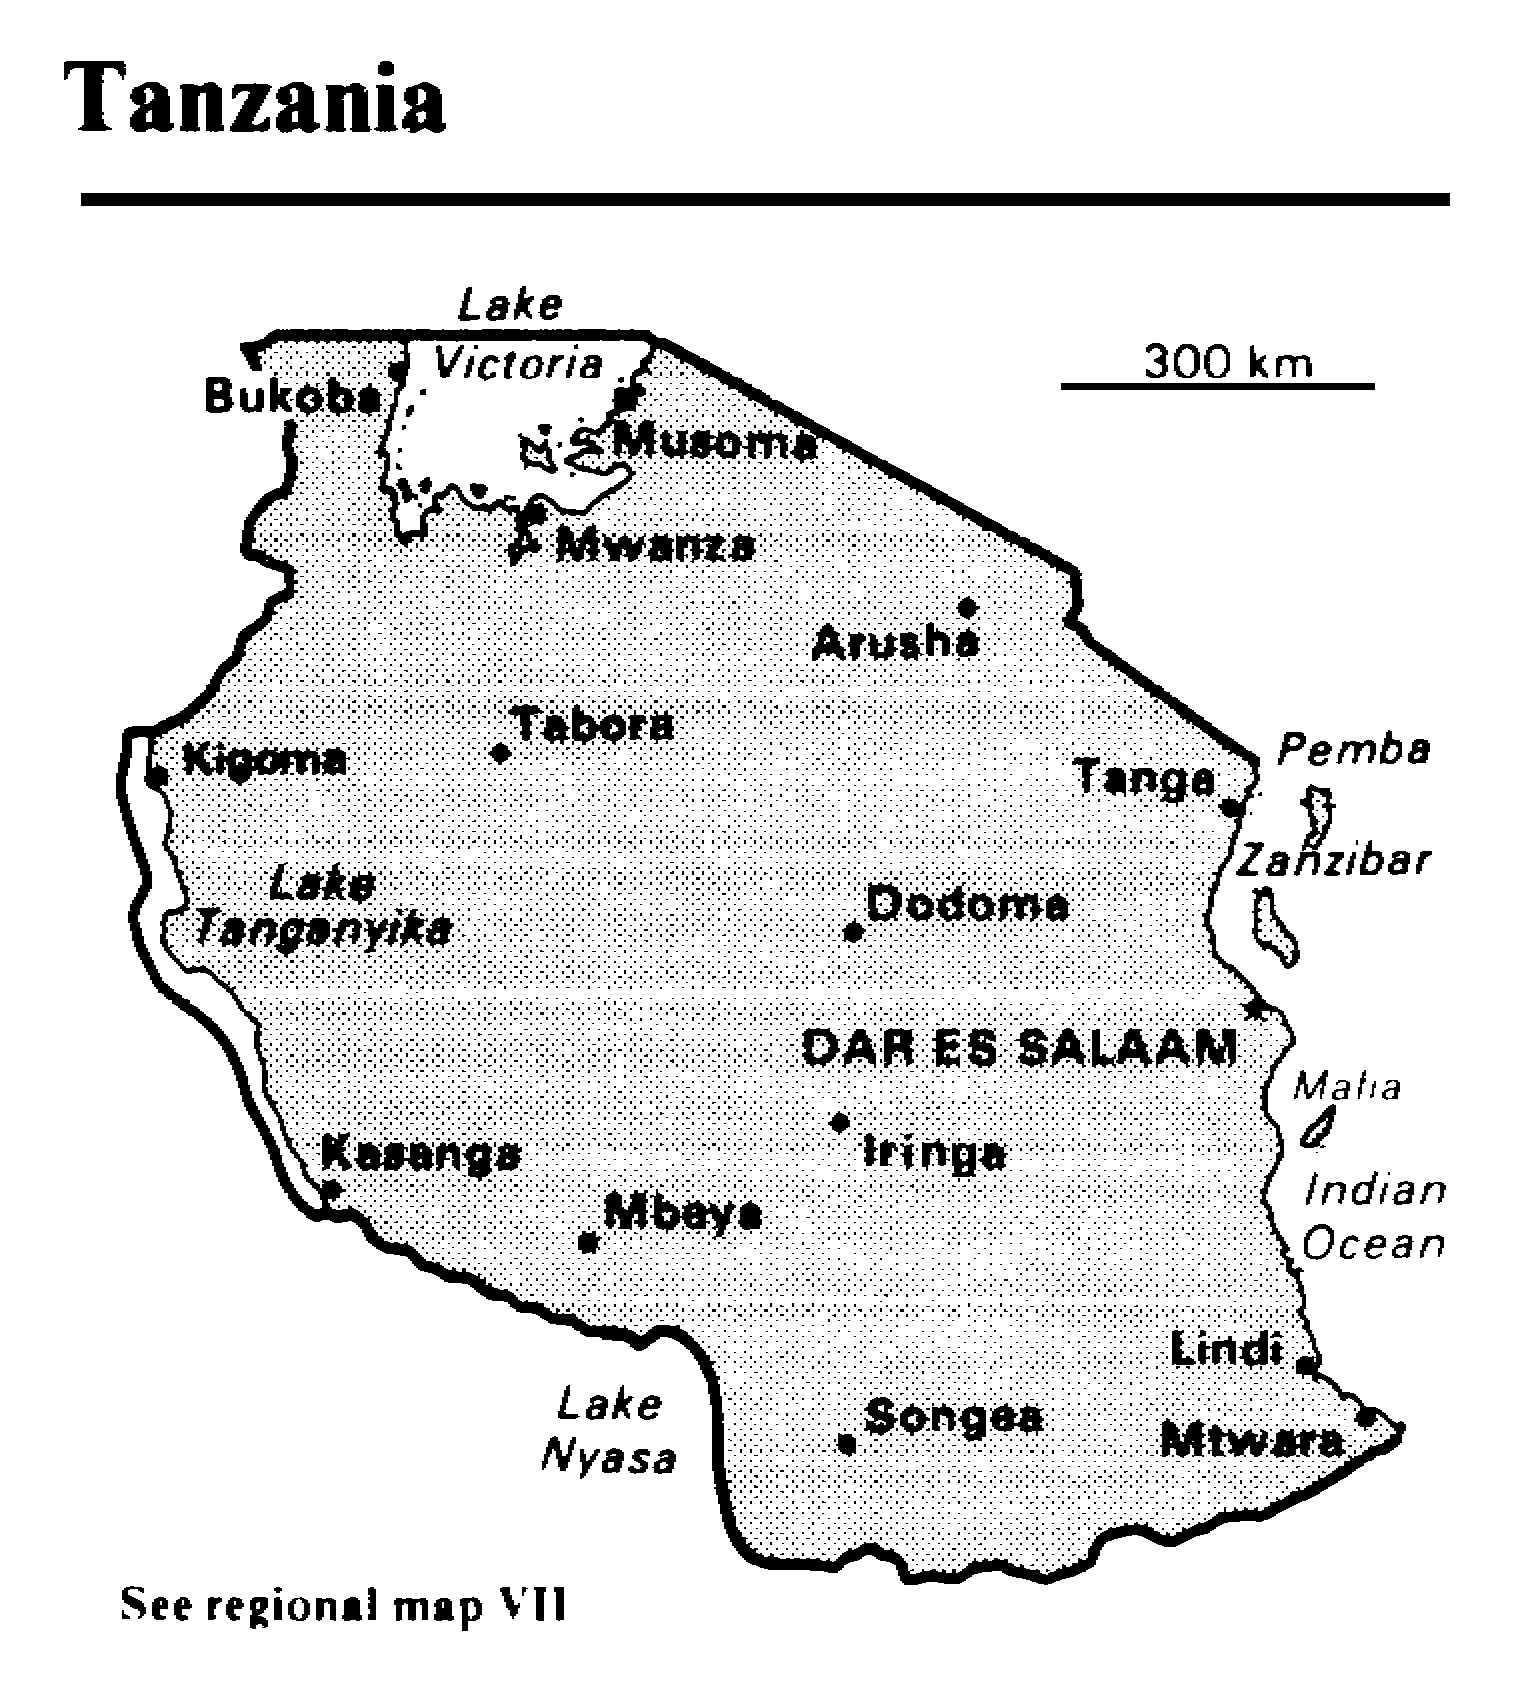 Tanzania
Lake
Victoria
300 km
Bukoba
Musoma
Mwanza
Arusha
Tabora
Kigoma
Pemba
Tanga
Zanzibar
Lake
Tanganyika
Dodoma
DAR ES SALAAM
Mafia
Iringa
Kasanga
Indian
Ocean
Mbeya
Lindi
Lake
Nyasa
Songea
Mtwara
See regional map VII